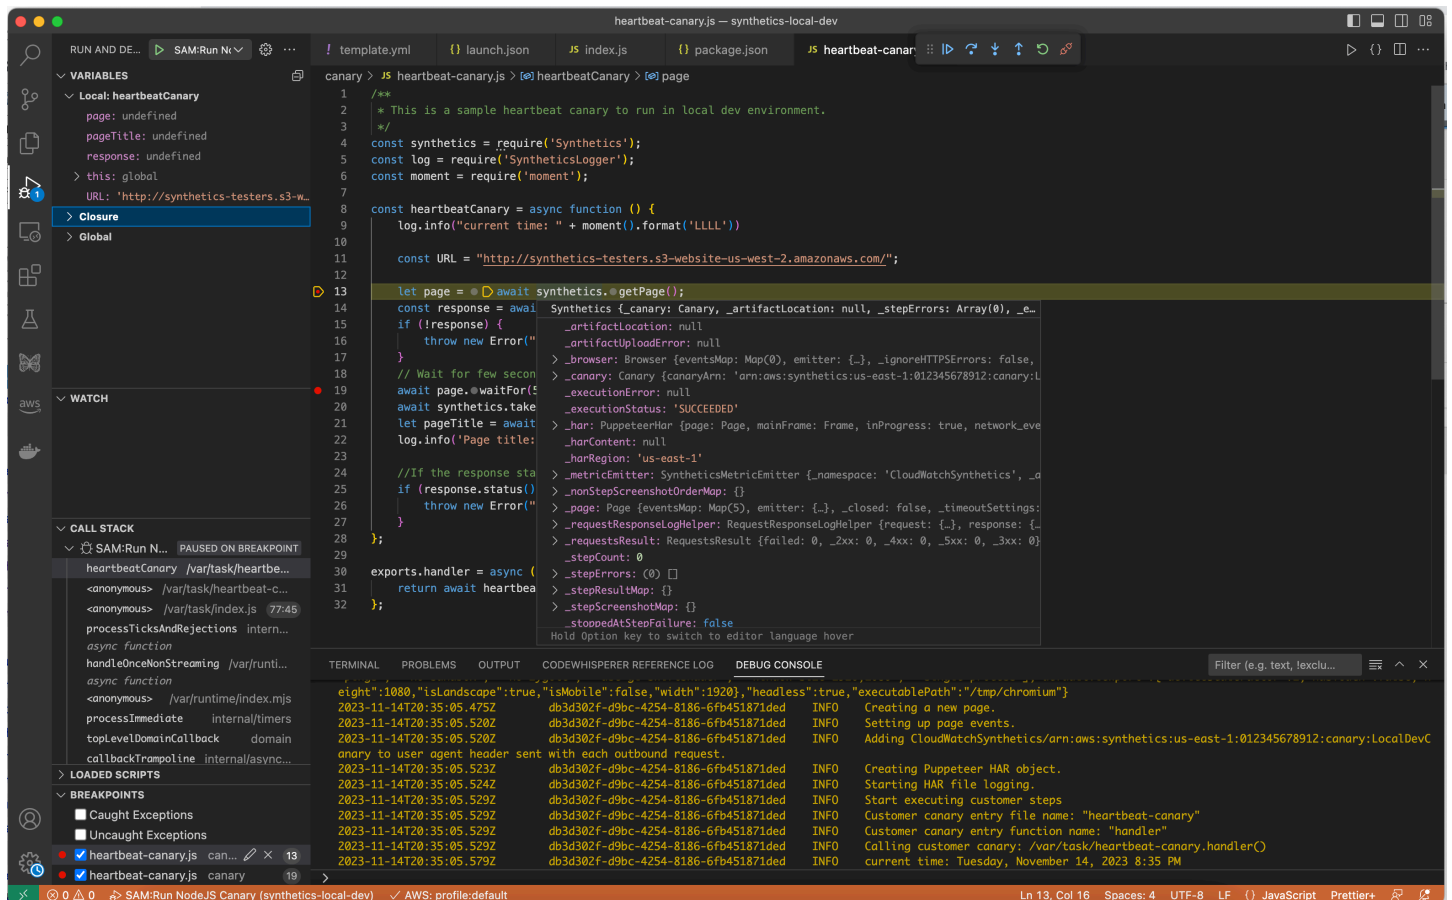 heartbeat-canary.js — synthetics-local-dev
RUN AND DE... SAM:Run Nc
! template.yml {} launch.json JS index.js {} package.json JS heartbeat-canary
VARIABLES
Local: heartbeatCanary
page: undefined
pageTitle: undefined
response: undefined
this: global
URL: 'http://synthetics-testers.s3-w…
Closure
Global
WATCH
CALL STACK
SAM:Run N... PAUSED ON BREAKPOINT
heartbeatCanary /var/task/heartbe...
<anonymous> /var/task/heartbeat-c...
<anonymous> /var/task/index.js 77:45
processTicksAndRejections intern...
async function
handleOnceNonStreaming /var/runti...
async function
<anonymous> /var/runtime/index.mjs
processImmediate internal/timers
topLevelDomainCallback domain
callbackTrampoline internal/async...
LOADED SCRIPTS
BREAKPOINTS
Caught Exceptions
Uncaught Exceptions
heartbeat-canary.js can... 13
heartbeat-canary.js canary 19
1
aws
canary > JS heartbeat-canary.js > heartbeatCanary > page
1 /**
2 * This is a sample heartbeat canary to run in local dev environment.
3 */
4 const synthetics = require('Synthetics');
5 const log = require('SyntheticsLogger');
6 const moment = require('moment');
7
8 const heartbeatCanary = async function () {
9 log.info("current time: " + moment().format('LLLL'))
10
11 const URL = "http://synthetics-testers.s3-website-us-west-2.amazonaws.com/";
12
13 let page = await synthetics.getPage();
14 const response = awai
15 if (!response) {
16 throw new Error("
17 }
18 // Wait for few secon
19 await page.waitFor(5
20 await synthetics.take
21 let pageTitle = await
22 log.info('Page title:
23
24 //If the response sta
25 if (response.status()
26 throw new Error("
27 }
28 };
29
30 exports.handler = async (
31 return await heartbea
32 };
Synthetics {_canary: Canary, _artifactLocation: null, _stepErrors: Array(0), _e…
_artifactLocation: null
_artifactUploadError: null
_browser: Browser {eventsMap: Map(0), emitter: {…}, _ignoreHTTPSErrors: false,
_canary: Canary {canaryArn: 'arn:aws:synthetics:us-east-1:012345678912:canary:L
_executionError: null
_executionStatus: 'SUCCEEDED'
_har: PuppeteerHar {page: Page, mainFrame: Frame, inProgress: true, network_eve
_harContent: null
_harRegion: 'us-east-1'
_metricEmitter: SyntheticsMetricEmitter {_namespace: 'CloudWatchSynthetics', _a
_nonStepScreenshotOrderMap: {}
_page: Page {eventsMap: Map(5), emitter: {…}, _closed: false, _timeoutSettings:
_requestResponseLogHelper: RequestResponseLogHelper {request: {…}, response: {…
_requestsResult: RequestsResult {failed: 0, _2xx: 0, _4xx: 0, _5xx: 0, _3xx: 0}
_stepCount: 0
_stepErrors: (0) []
_stepResultMap: {}
_stepScreenshotMap: {}
_stoppedAtStepFailure: false
Hold Option key to switch to editor language hover
TERMINAL PROBLEMS OUTPUT CODEWHISPERER REFERENCE LOG DEBUG CONSOLE Filter (e.g. text, !exclu...
eight":1080,"isLandscape":true,"isMobile":false,"width":1920},"headless":true,"executablePath":"/tmp/chromium"}
2023-11-14T20:35:05.475Z db3d302f-d9bc-4254-8186-6fb451871ded INFO Creating a new page.
2023-11-14T20:35:05.520Z db3d302f-d9bc-4254-8186-6fb451871ded INFO Setting up page events.
2023-11-14T20:35:05.520Z db3d302f-d9bc-4254-8186-6fb451871ded INFO Adding CloudWatchSynthetics/arn:aws:synthetics:us-east-1:012345678912:canary:LocalDevC
anary to user agent header sent with each outbound request.
2023-11-14T20:35:05.523Z db3d302f-d9bc-4254-8186-6fb451871ded INFO Creating Puppeteer HAR object.
2023-11-14T20:35:05.524Z db3d302f-d9bc-4254-8186-6fb451871ded INFO Starting HAR file logging.
2023-11-14T20:35:05.529Z db3d302f-d9bc-4254-8186-6fb451871ded INFO Start executing customer steps
2023-11-14T20:35:05.529Z db3d302f-d9bc-4254-8186-6fb451871ded INFO Customer canary entry file name: "heartbeat-canary"
2023-11-14T20:35:05.529Z db3d302f-d9bc-4254-8186-6fb451871ded INFO Customer canary entry function name: "handler"
2023-11-14T20:35:05.529Z db3d302f-d9bc-4254-8186-6fb451871ded INFO Calling customer canary: /var/task/heartbeat-canary.handler()
2023-11-14T20:35:05.579Z db3d302f-d9bc-4254-8186-6fb451871ded INFO current time: Tuesday, November 14, 2023 8:35 PM
0 0 SAM:Run NodeJS Canary (synthetics-local-dev) AWS: profile:default Ln 13, Col 16 Spaces: 4 UTF-8 LF {} JavaScript Prettier+